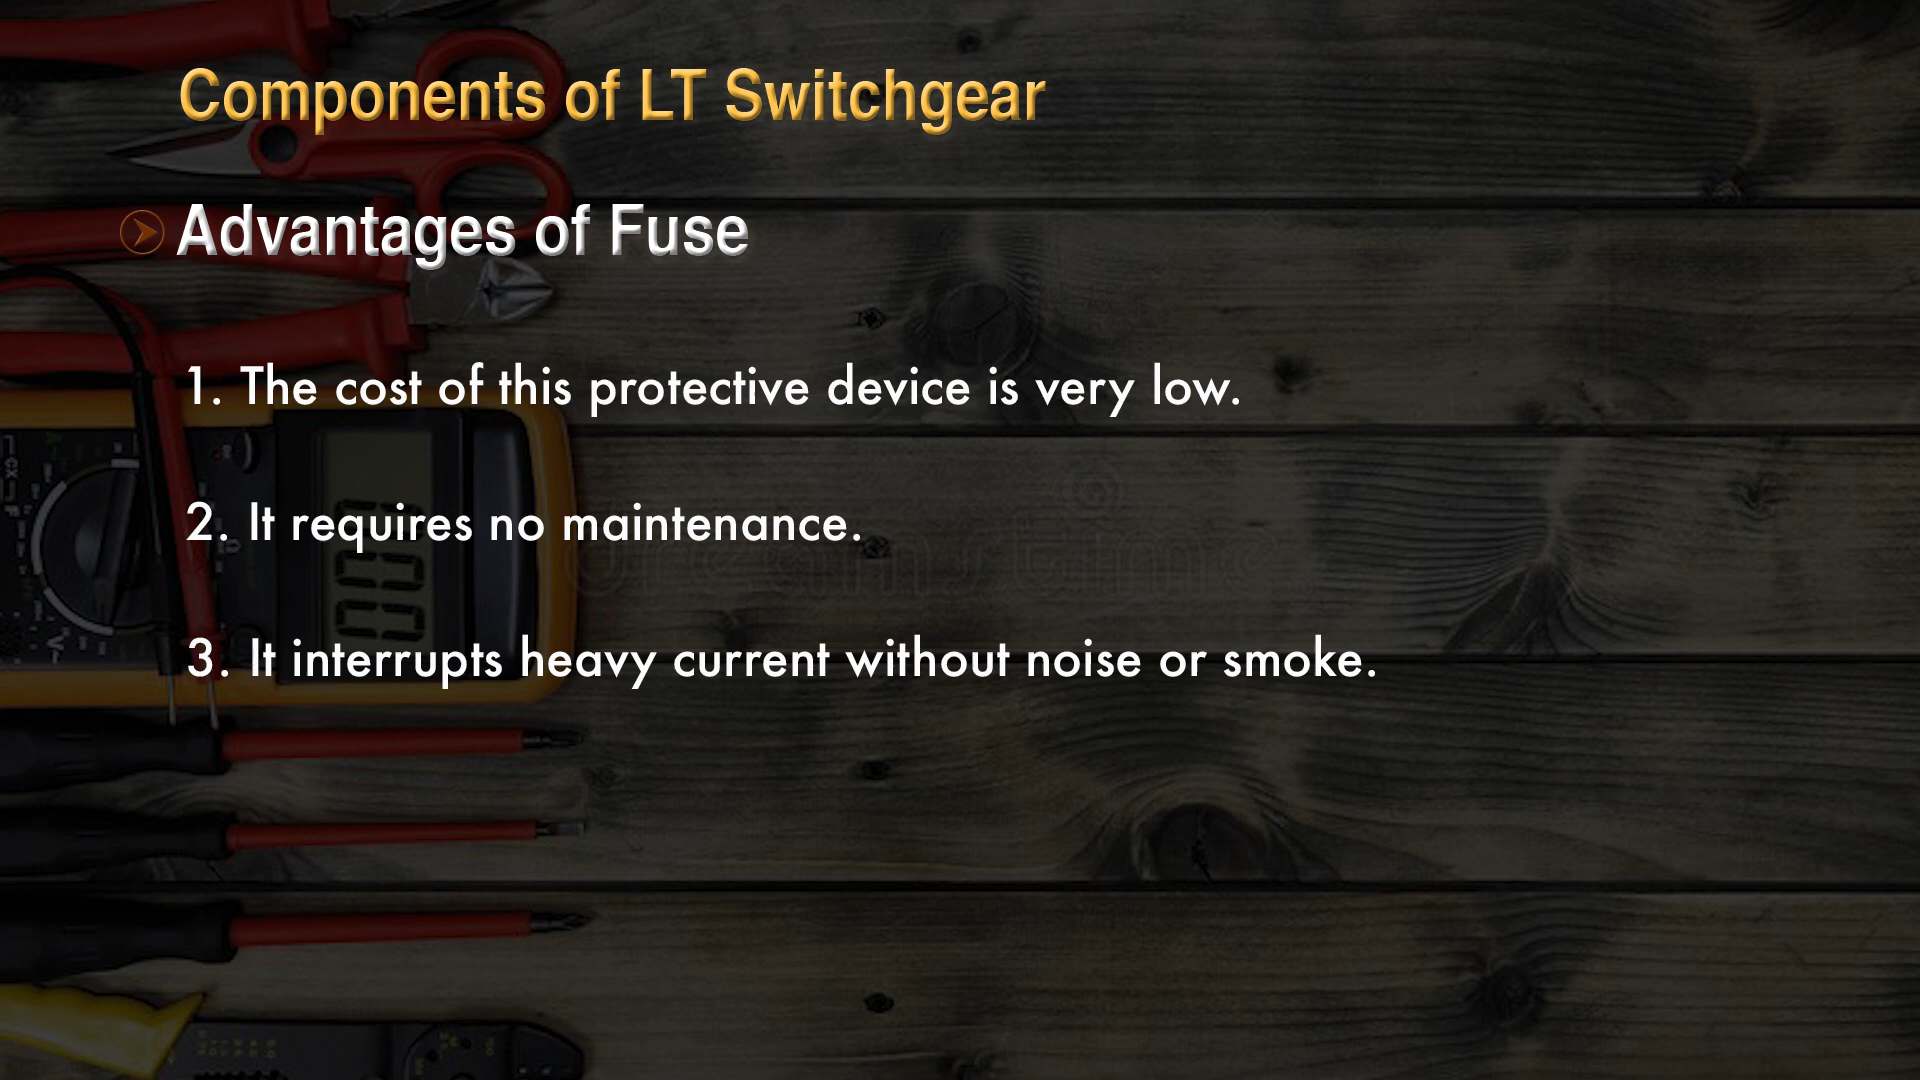 Components of LT Switchgear
Advantages of Fuse
1. The cost of this protective device is very low.
2. It requires no maintenance.
3. It interrupts heavy current without noise or smoke.
dreamstime